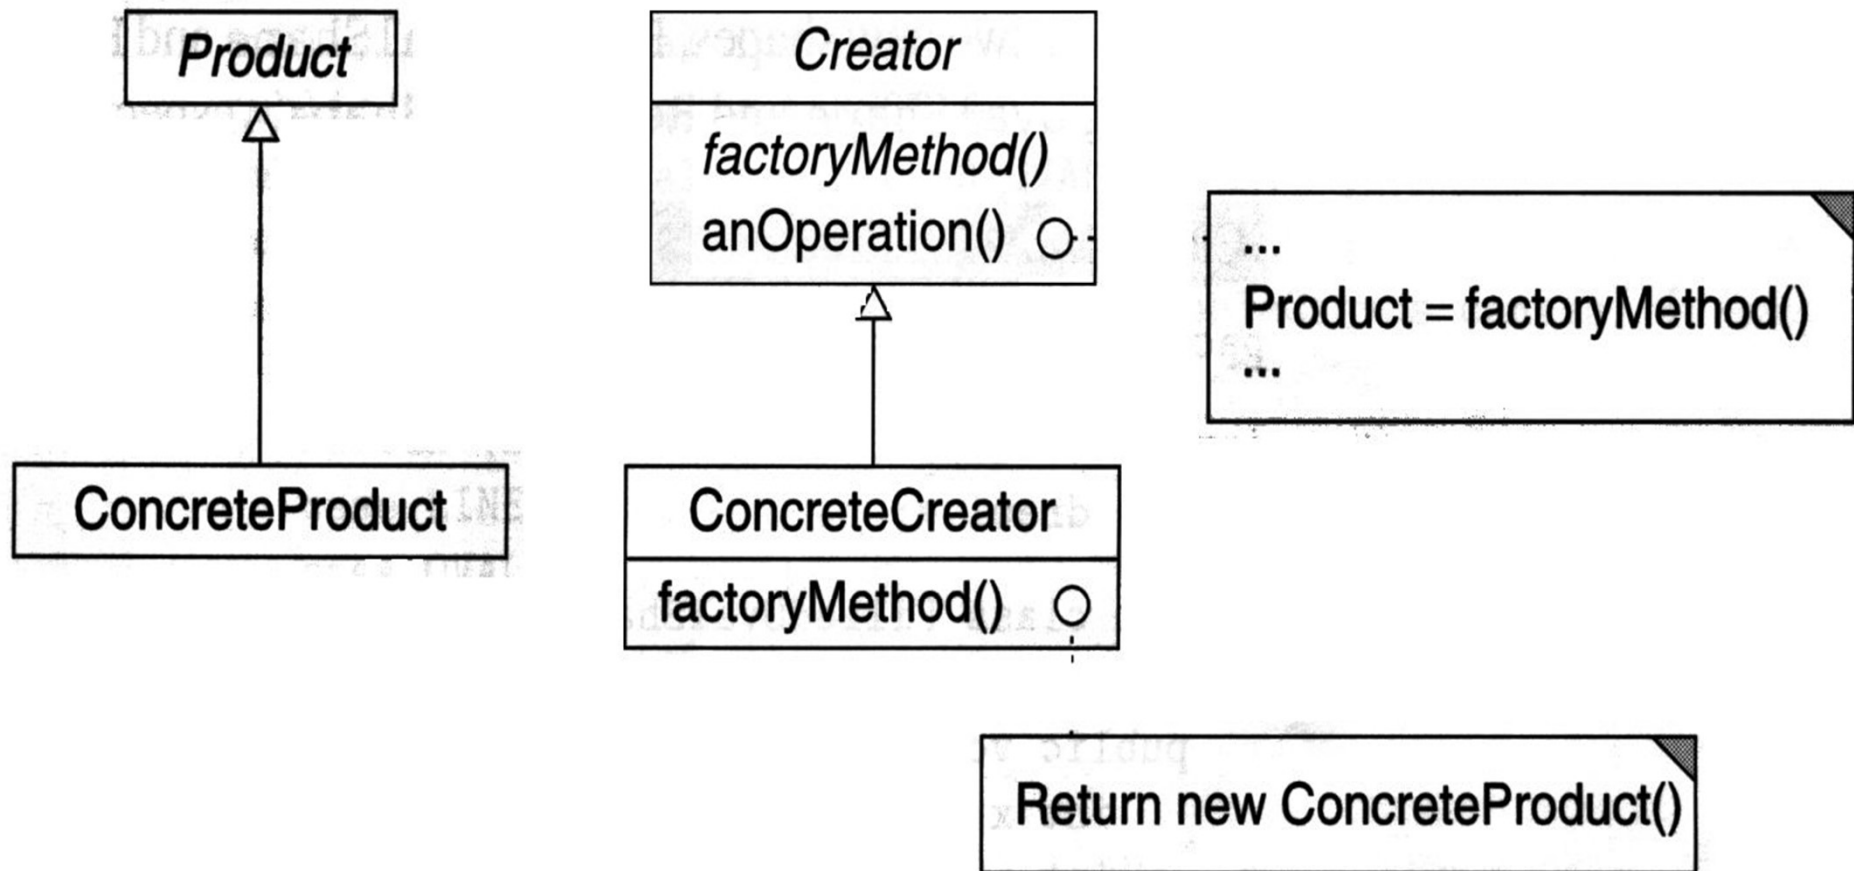 Product
Creator
factoryMethod()
anOperation()
...
Product = factoryMethod()
...
ConcreteProduct
ConcreteCreator
factoryMethod()
Return new ConcreteProduct()